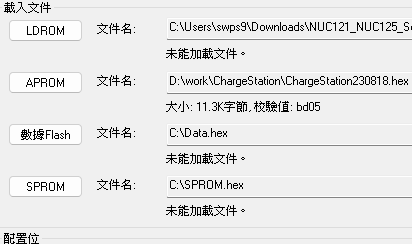 載入文件
LDROM 文件名: C:\Users\swps9\Downloads\NUC121_NUC125_S
未能加載文件。
APROM 文件名: D:\work\ChargeStation\ChargeStation230818.hex
大小: 11.3K字節, 校驗值: bd05
數據Flash 文件名: C:\Data.hex
未能加載文件。
SPROM 文件名: C:\SPROM.hex
未能加載文件。
配置位